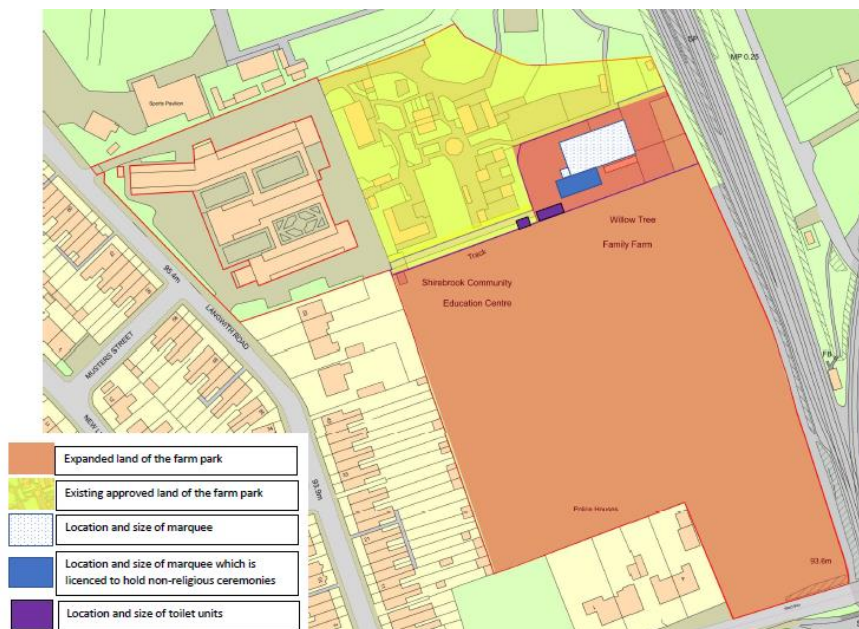 SP
MP 0.25
Sports Pavilion
Willow Tree
Family Farm
Track
Shirebrook Community
Education Centre
95.4m
LANGWITH ROAD
MUSTERS STREET
FB
93.9m
Police Houses
93.6m
Expanded land of the farm park
Existing approved land of the farm park
Location and size of marquee
Location and size of marquee which is
licenced to hold non-religious ceremonies
Location and size of toilet units